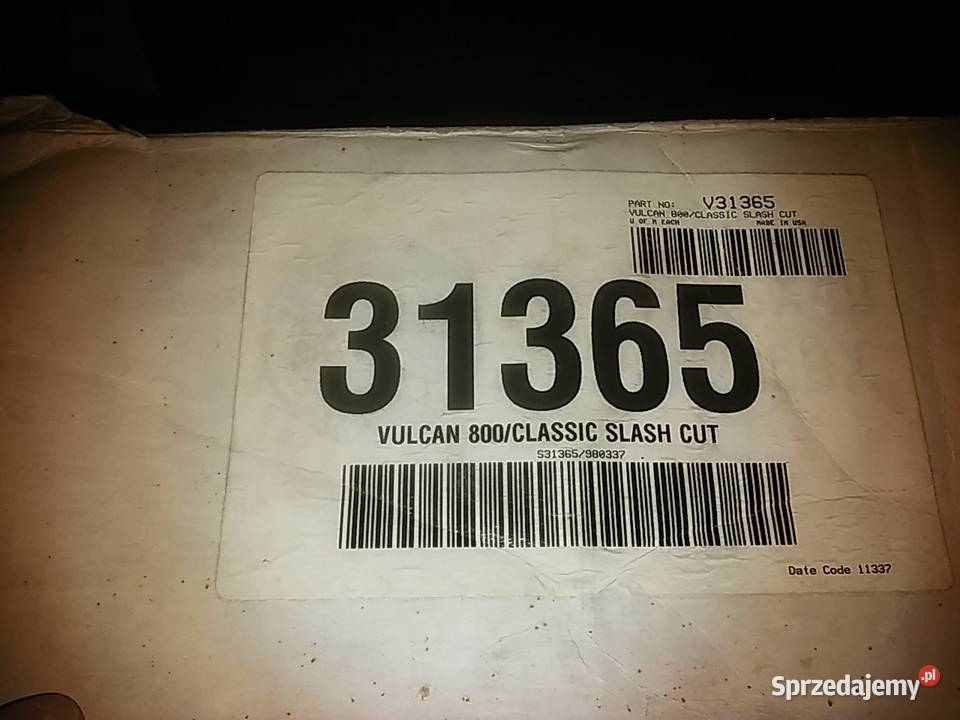 PART NO: V31365
VULCAN 800/CLASSIC SLASH CUT
U OF M EACH MADE IN USA
31365
VULCAN 800/CLASSIC SLASH CUT
S31365/980337
Date Code 11337
Sprzedajemy.pl